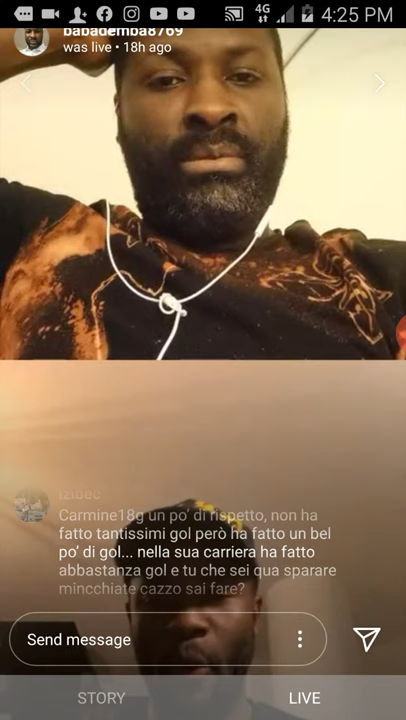 4G
4:25 PM
babademba8769
was live • 18h ago
izibec
Carmine18g un po' di rispetto, non ha
fatto tantissimi gol però ha fatto un bel
po' di gol... nella sua carriera ha fatto
abbastanza gol e tu che sei qua sparare
mincchiate cazzo sai fare?
Send message
STORY
LIVE